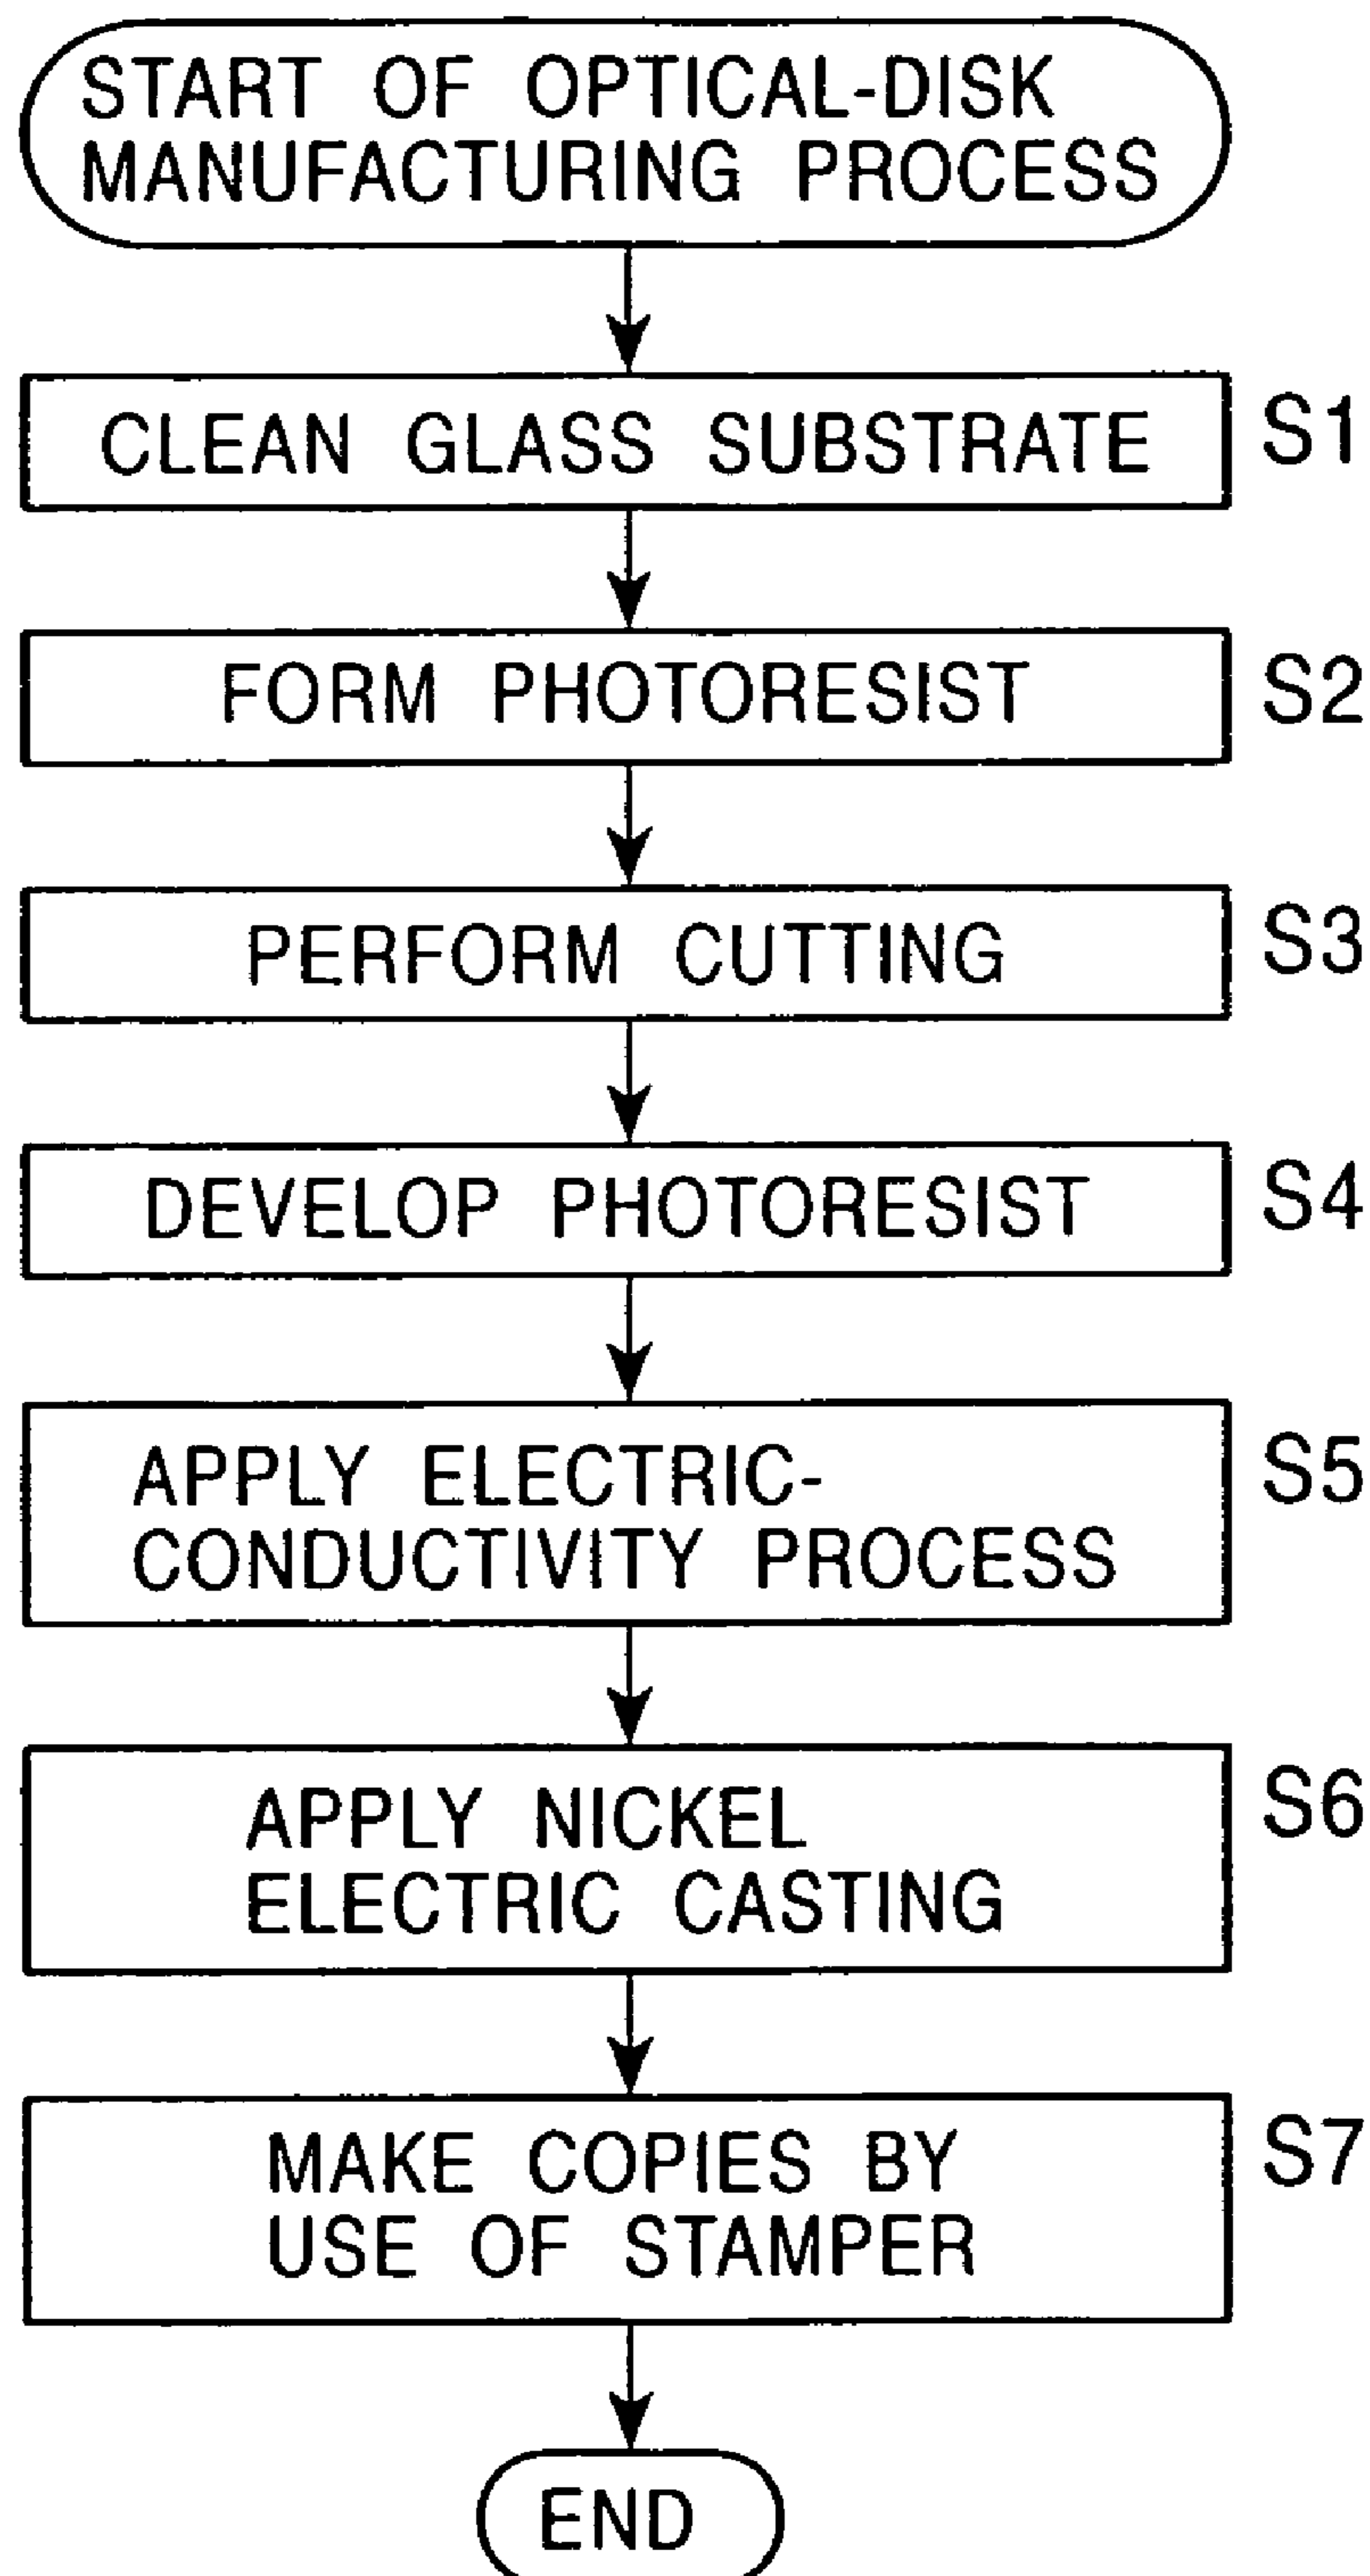 START OF OPTICAL-DISK
MANUFACTURING PROCESS
CLEAN GLASS SUBSTRATE
S1
FORM PHOTORESIST
S2
PERFORM CUTTING
S3
DEVELOP PHOTORESIST
S4
APPLY ELECTRIC-
CONDUCTIVITY PROCESS
S5
APPLY NICKEL
ELECTRIC CASTING
S6
MAKE COPIES BY
USE OF STAMPER
S7
END